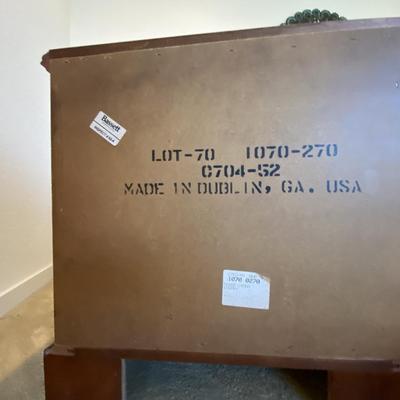 Bassett
LOT-70 1070-270
C704-52
MADE IN DUBLIN, GA. USA
1070 0270